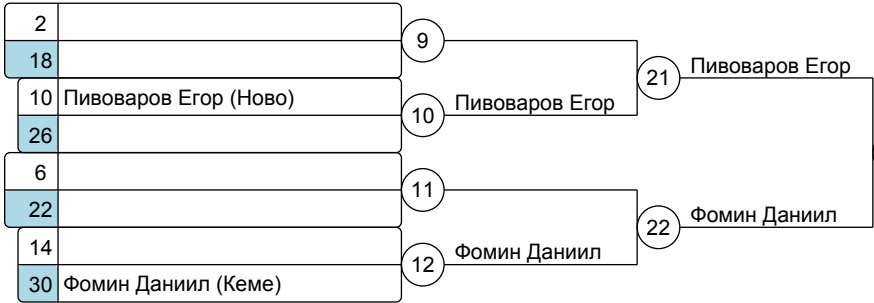 2
9
18
21 Пивоваров Егор
10 Пивоваров Егор (Ново)
10 Пивоваров Егор
26
6
11
22
22 Фомин Даниил
14
12 Фомин Даниил
30 Фомин Даниил (Кеме)